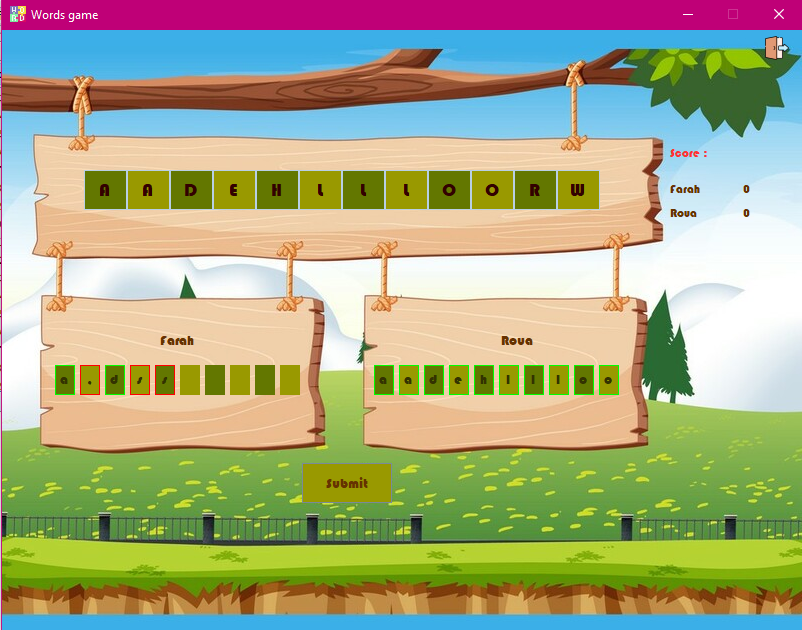 Words game
A A D E H L L L O O R W
Score :
Farah 0
Roua 0
Farah
Roua
a . d s s
a a d e h l l l o o
Submit